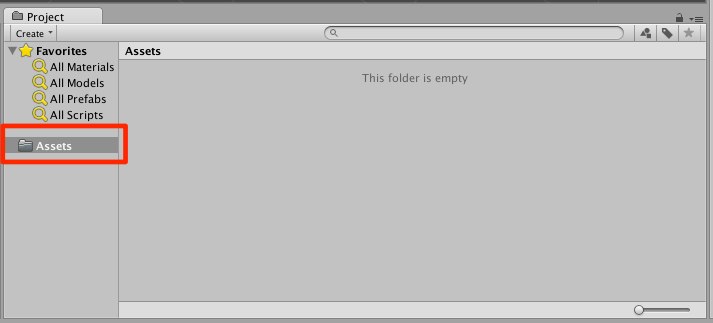 Project
Create
Favorites
All Materials
All Models
All Prefabs
All Scripts
Assets
Assets
This folder is empty